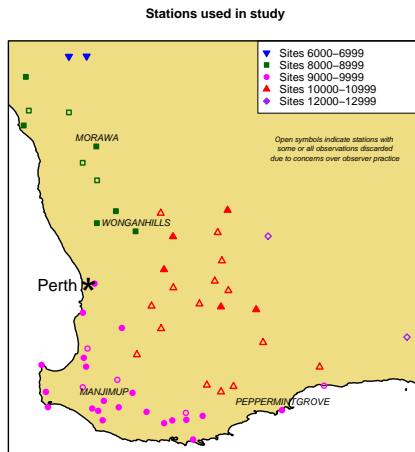 Stations used in study
Sites 6000−6999
Sites 8000−8999
Sites 9000−9999
Sites 10000−10999
Sites 12000−12999
MORAWA
Open symbols indicate stations with
some or all observations discarded
due to concerns over observer practice
WONGANHILLS
Perth
MANJIMUP
PEPPERMINTGROVE